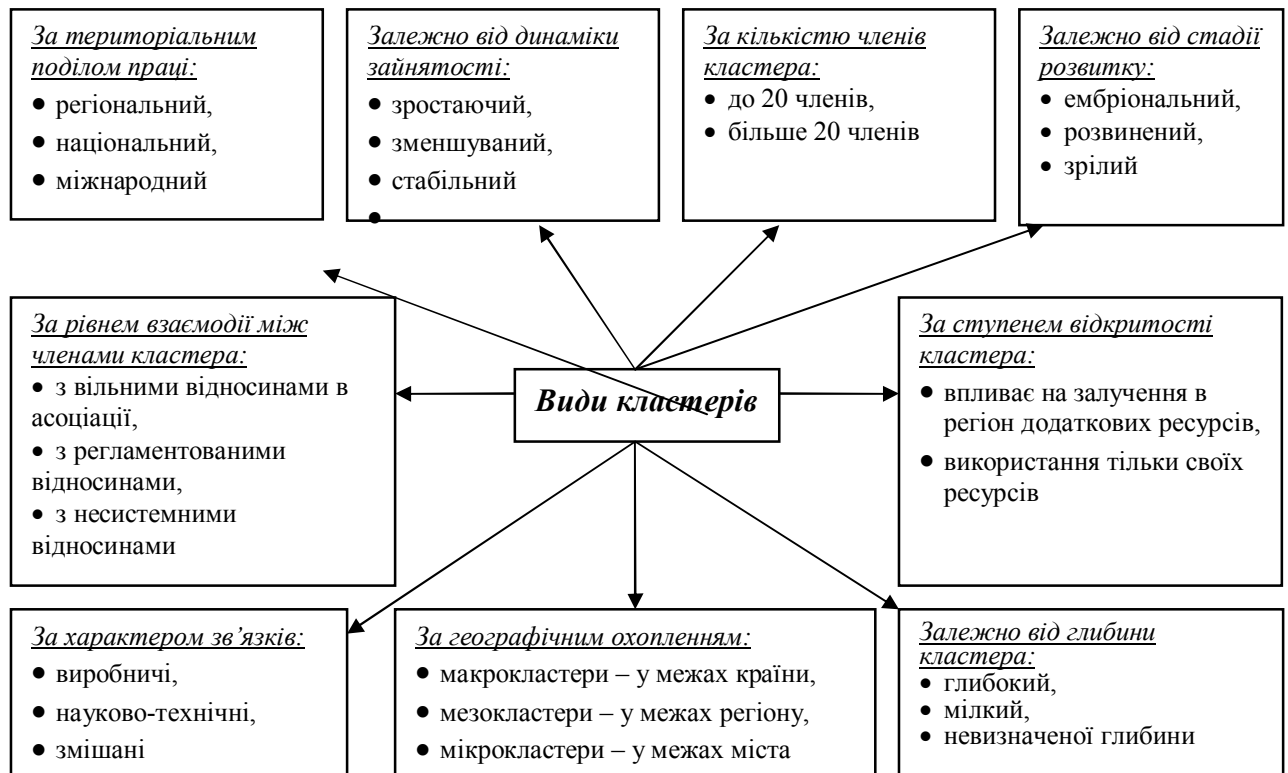 За територіальним
поділом праці:
• регіональний,
• національний,
• міжнародний
Залежно від динаміки
зайнятості:
• зростаючий,
• зменшуваний,
• стабільний
•
За кількістю членів
кластера:
• до 20 членів,
• більше 20 членів
Залежно від стадії
розвитку:
• ембріональний,
• розвинений,
• зрілий
За рівнем взаємодії між
членами кластера:
• з вільними відносинами в
асоціації,
• з регламентованими
відносинами,
• з несистемними
відносинами
Види кластерів
За ступенем відкритості
кластера:
• впливає на залучення в
регіон додаткових ресурсів,
• використання тільки своїх
ресурсів
За характером зв’язків:
• виробничі,
• науково-технічні,
• змішані
За географічним охопленням:
• макрокластери – у межах країни,
• мезокластери – у межах регіону,
• мікрокластери – у межах міста
Залежно від глибини
кластера:
• глибокий,
• мілкий,
• невизначеної глибини